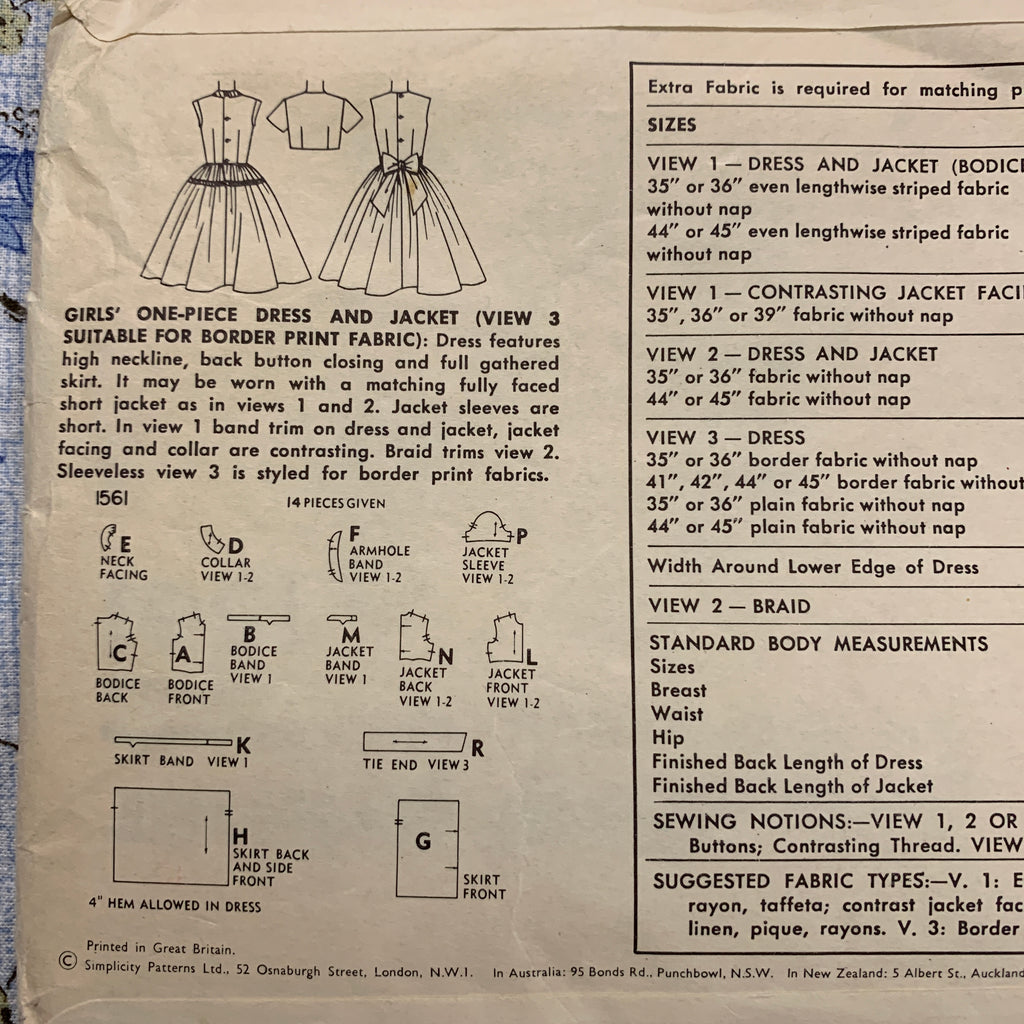 GIRLS' ONE-PIECE DRESS AND JACKET (VIEW 3
SUITABLE FOR BORDER PRINT FABRIC): Dress features
high neckline, back button closing and full gathered
skirt. It may be worn with a matching fully faced
short jacket as in views 1 and 2. Jacket sleeves are
short. In view 1 band trim on dress and jacket, jacket
facing and collar are contrasting. Braid trims view 2.
Sleeveless view 3 is styled for border print fabrics.
1561
14 PIECES GIVEN
E
NECK
FACING
D
COLLAR
VIEW 1-2
F
ARMHOLE
BAND
VIEW 1-2
P
JACKET
SLEEVE
VIEW 1-2
C
BODICE
BACK
A
BODICE
FRONT
B
BODICE
BAND
VIEW 1
M
JACKET
BAND
VIEW 1
N
JACKET
BACK
VIEW 1-2
L
JACKET
FRONT
VIEW 1-2
K
SKIRT BAND VIEW 1
R
TIE END VIEW 3
H
SKIRT BACK
AND SIDE
FRONT
G
SKIRT
FRONT
4" HEM ALLOWED IN DRESS
Extra Fabric is required for matching p
SIZES
VIEW 1 — DRESS AND JACKET (BODICE
35" or 36" even lengthwise striped fabric
without nap
44" or 45" even lengthwise striped fabric
without nap
VIEW 1 — CONTRASTING JACKET FACI
35", 36" or 39" fabric without nap
VIEW 2 — DRESS AND JACKET
35" or 36" fabric without nap
44" or 45" fabric without nap
VIEW 3 — DRESS
35" or 36" border fabric without nap
41", 42", 44" or 45" border fabric without
35" or 36" plain fabric without nap
44" or 45" plain fabric without nap
Width Around Lower Edge of Dress
VIEW 2 — BRAID
STANDARD BODY MEASUREMENTS
Sizes
Breast
Waist
Hip
Finished Back Length of Dress
Finished Back Length of Jacket
SEWING NOTIONS:—VIEW 1, 2 OR
Buttons; Contrasting Thread. VIEW
SUGGESTED FABRIC TYPES:—V. 1: E
rayon, taffeta; contrast jacket fac
linen, pique, rayons. V. 3: Border
Printed in Great Britain.
© Simplicity Patterns Ltd., 52 Osnaburgh Street, London, N.W.1. In Australia: 95 Bonds Rd., Punchbowl, N.S.W. In New Zealand: 5 Albert St., Auckland